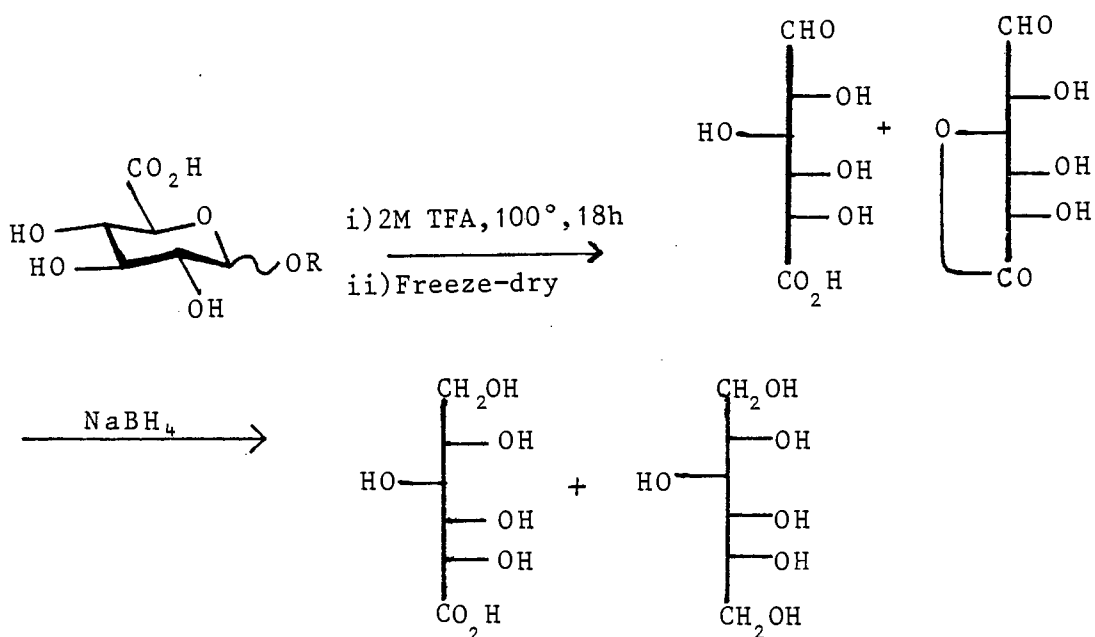 CHO
OH
HO
OH
OH
CO₂H
+
CHO
OH
O
OH
OH
CO
CO₂H
O
HO
HO
OR
OH
i)2M TFA,100°,18h
ii)Freeze-dry
NaBH₄
CH₂OH
OH
HO
OH
OH
CO₂H
+
CH₂OH
OH
HO
OH
OH
CH₂OH